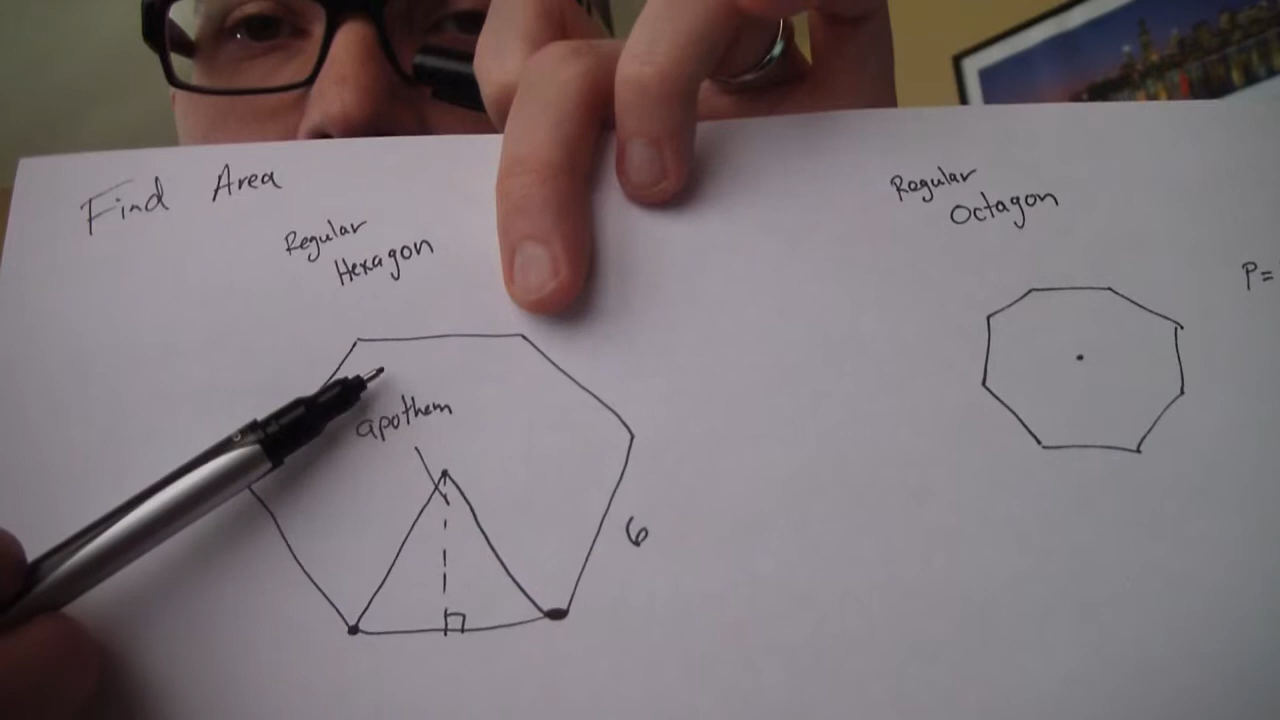 Find Area
Regular
Hexagon
apothem
6
Regular
Octagon
P=